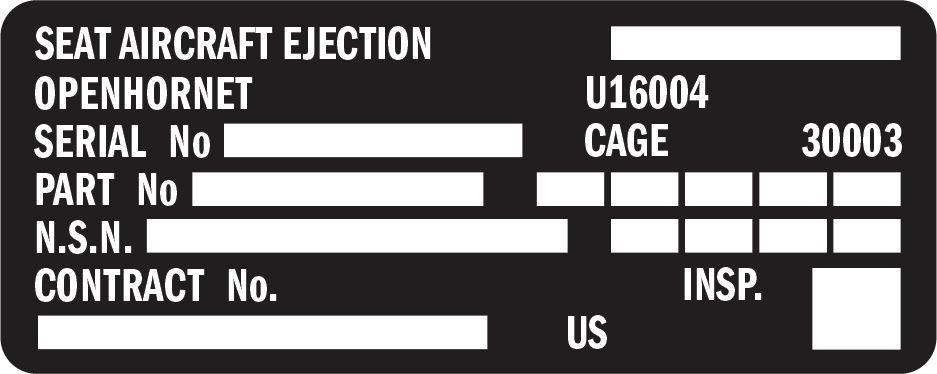 SEAT AIRCRAFT EJECTION
OPENHORNET U16004
SERIAL No CAGE 30003
PART No
N.S.N.
CONTRACT No. INSP.
US